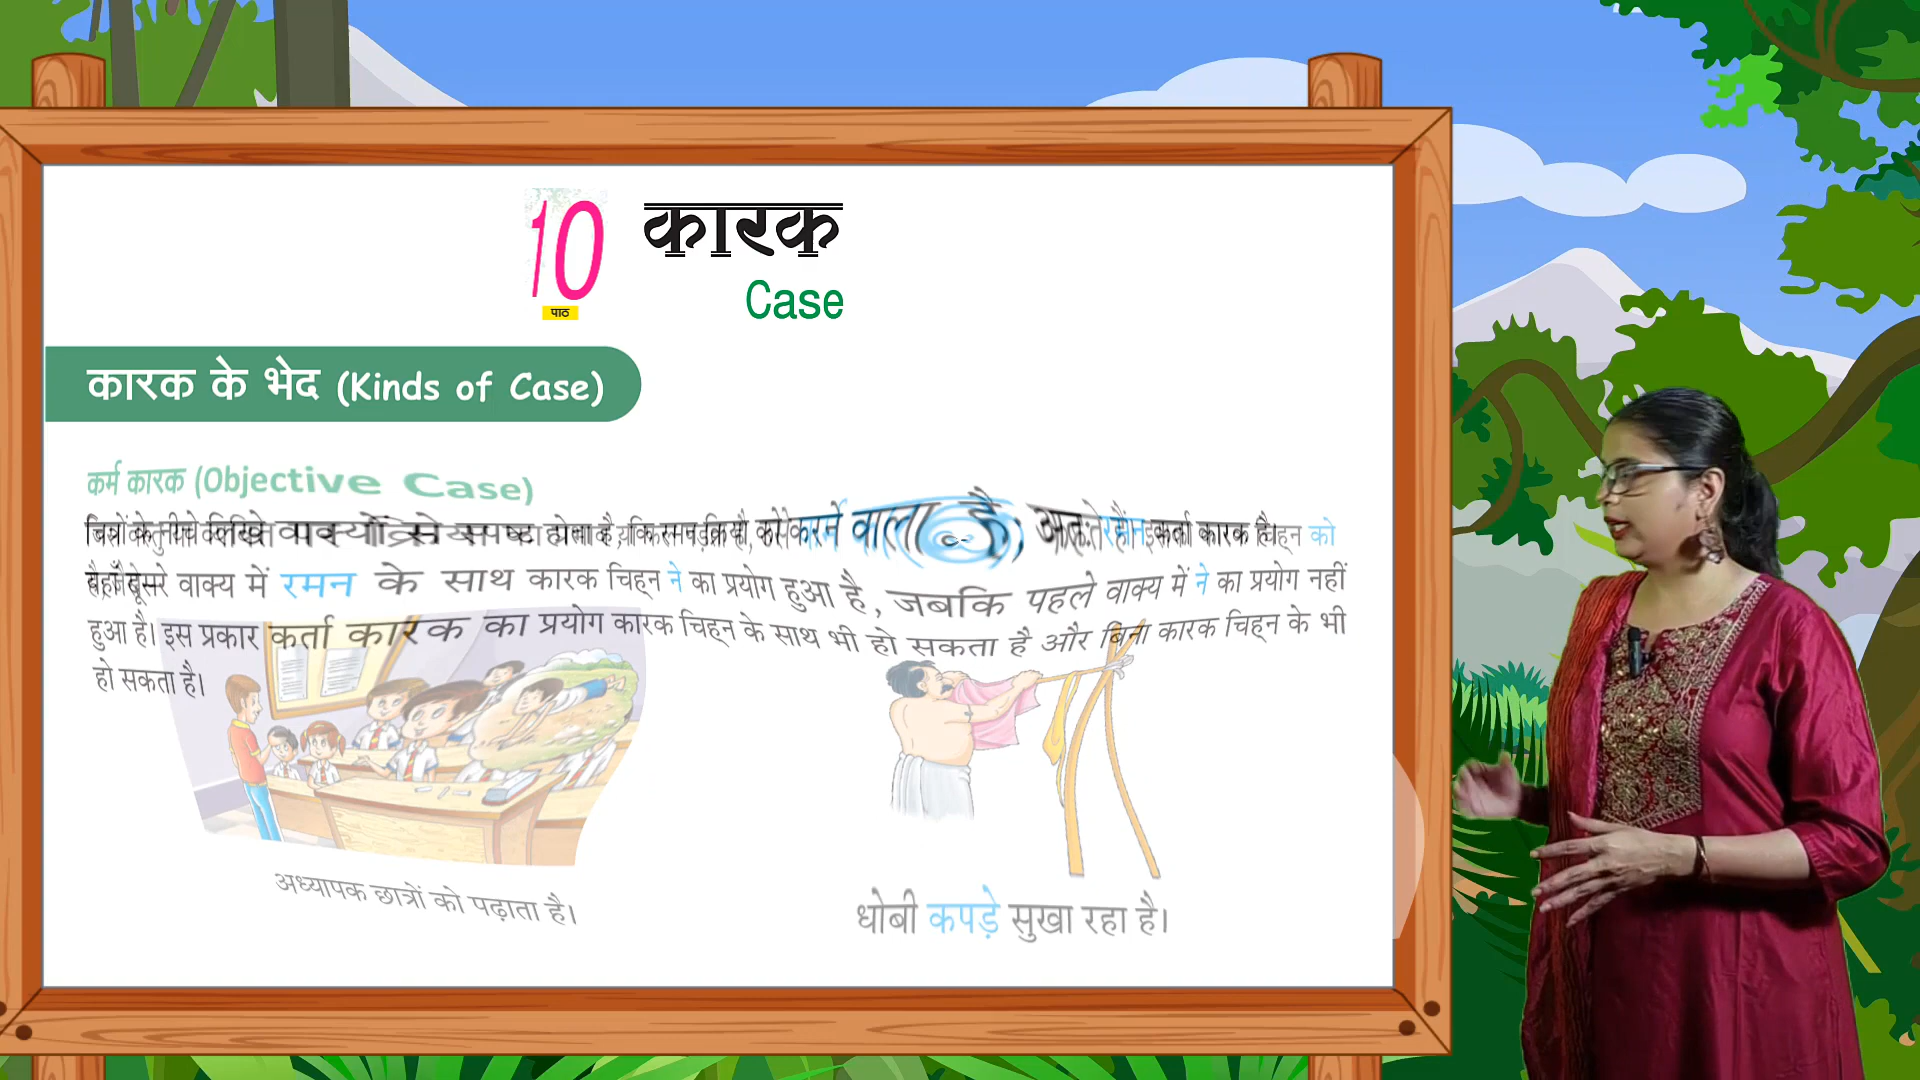 10
पाठ
कारक
Case
कारक के भेद (Kinds of Case)
कर्म कारक (Objective Case)
दूसरे वाक्य में रमन के साथ कारक चिह्न ने का प्रयोग हुआ है, जबकि पहले वाक्य में ने का प्रयोग नहीं
हुआ है। इस प्रकार कर्ता कारक का प्रयोग कारक चिह्न के साथ भी हो सकता है और बिना कारक चिह्न के भी
हो सकता है।
अध्यापक छात्रों को पढ़ाता है।
धोबी कपड़े सुखा रहा है।